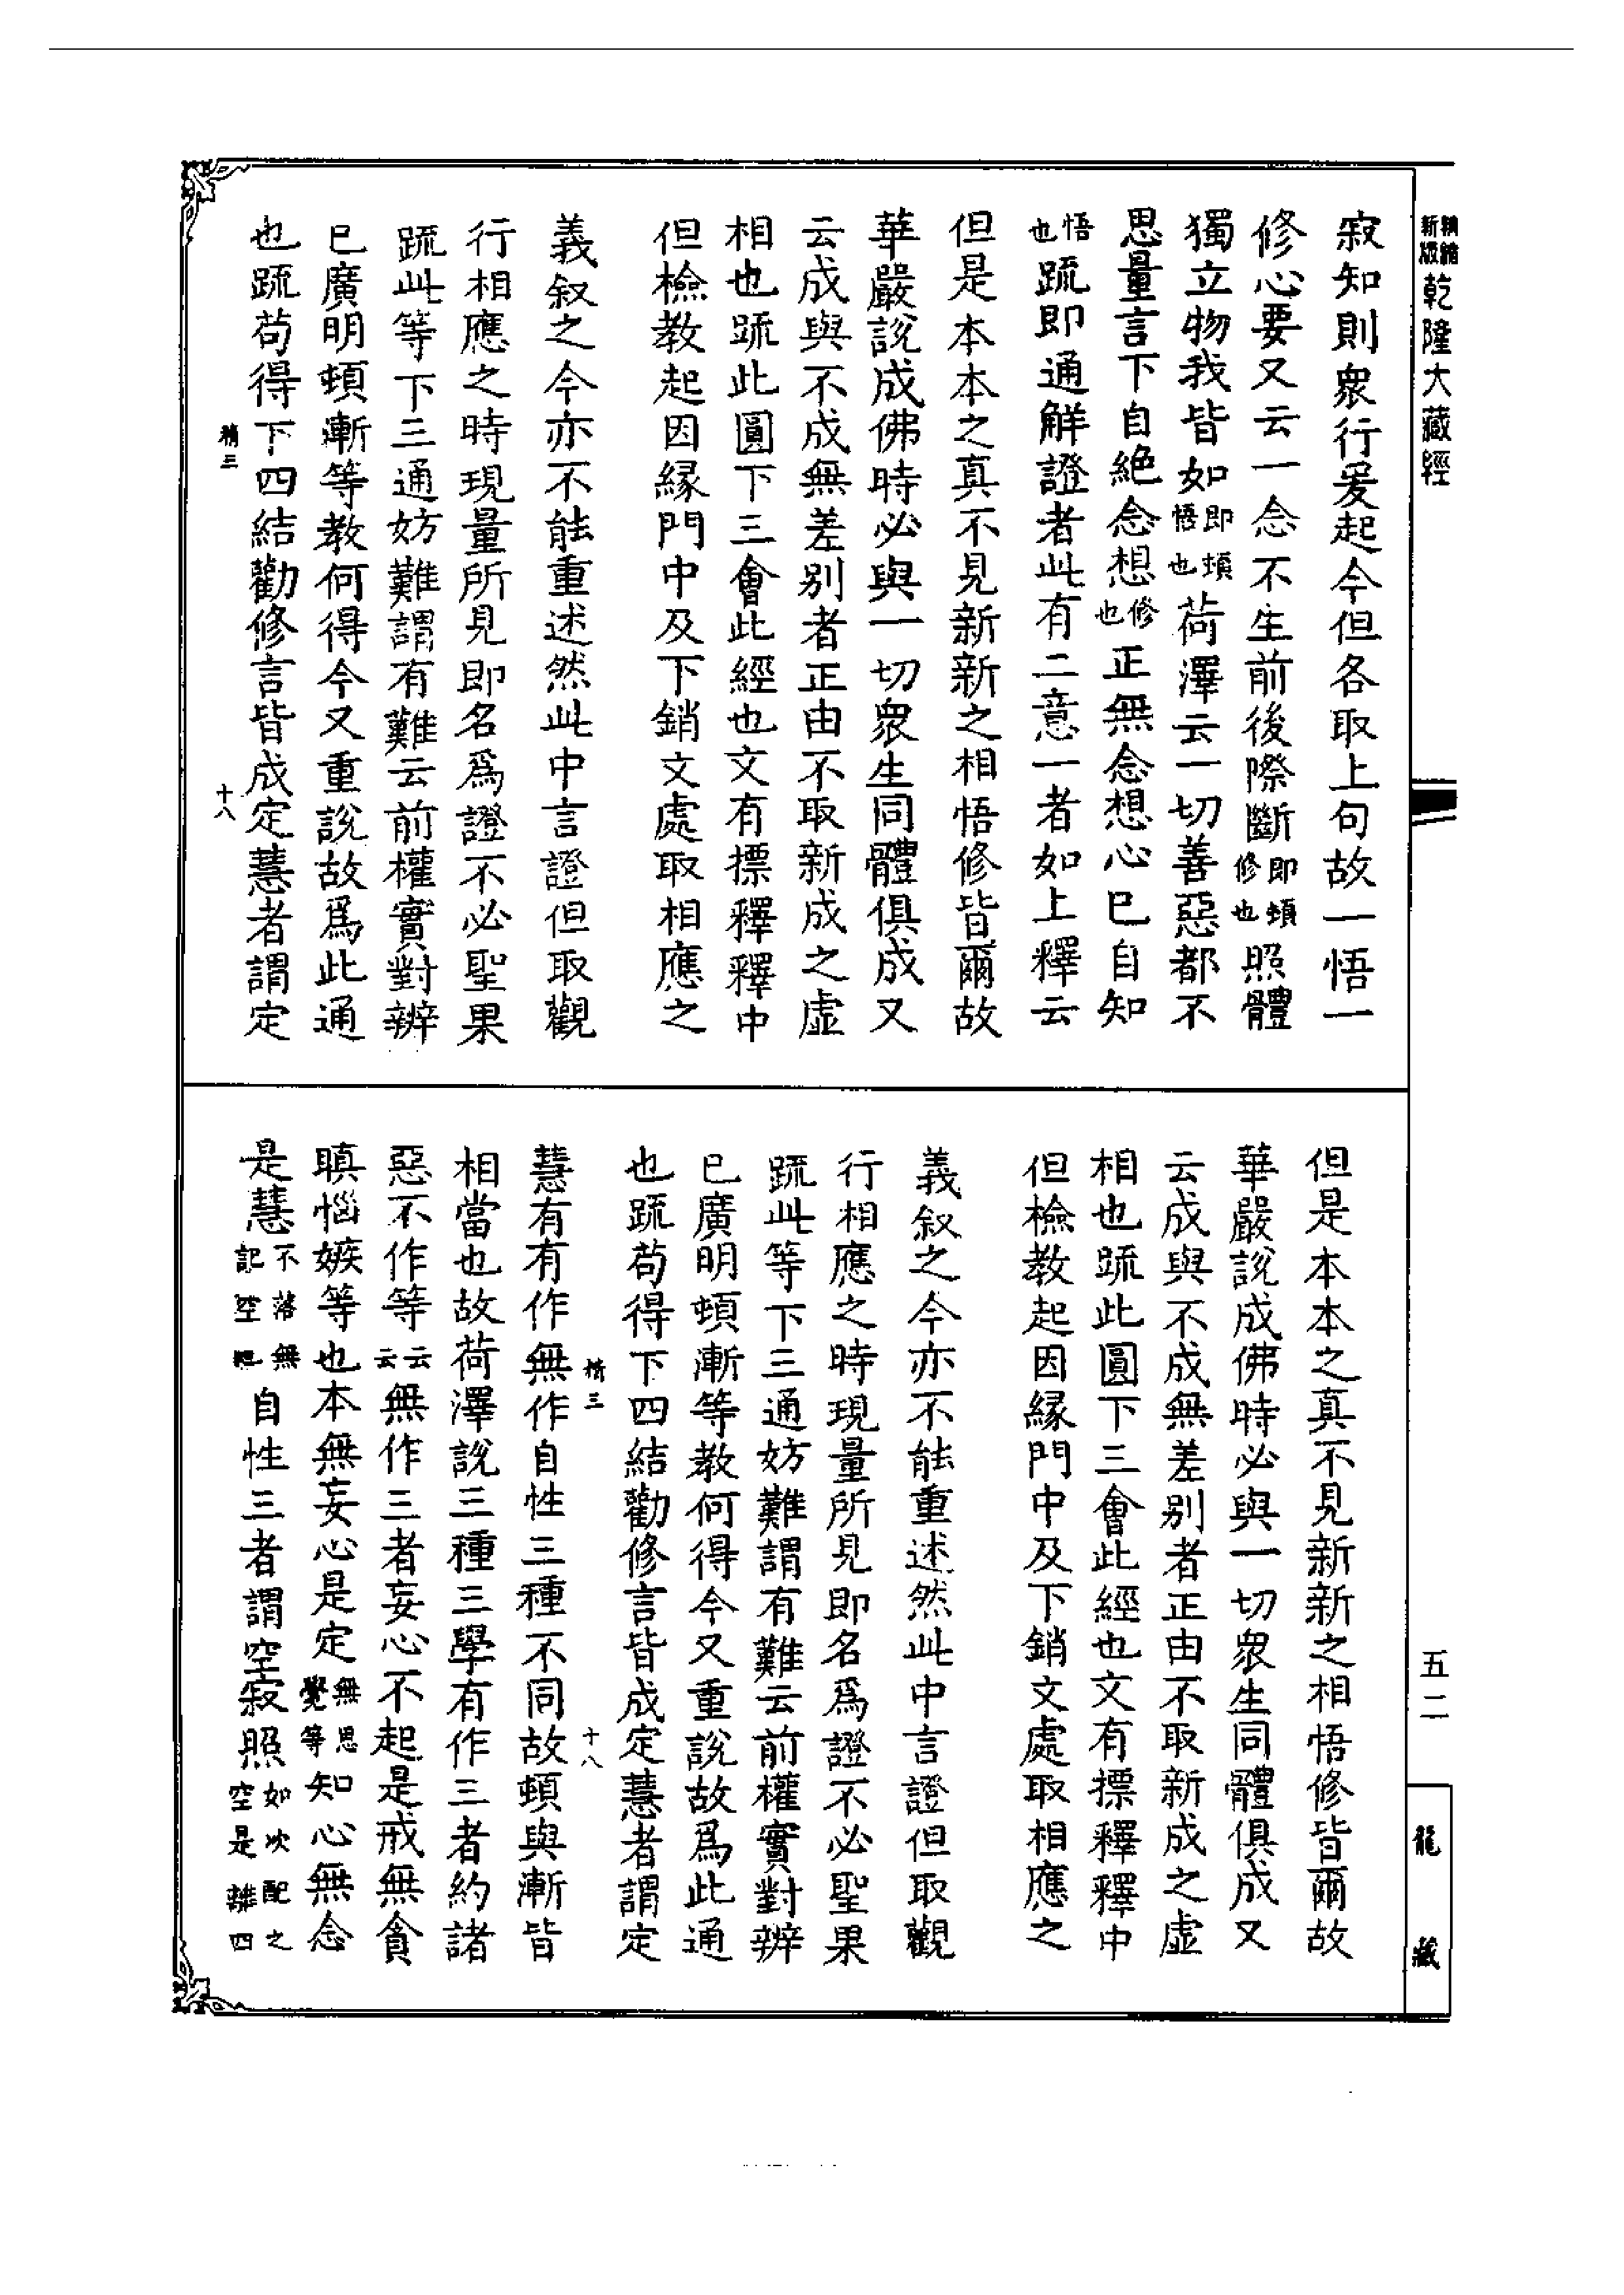 新版精縮乾隆大藏經
寂知則衆行爰起今但各取上句故一悟一
修心要又云一念不生前後際斷即頓修也照體
獨立物我皆如即頓悟也荷澤云一切善惡都不
思量言下自絶念想修也正無念想心已自知
悟也疏即通解證者此有二意一者如上釋云
但是本本之真不見新新之相悟修皆爾故
華嚴説成佛時必與一切衆生同體俱成又
云成與不成無差别者正由不取新成之虛
相也疏此圓下三會此經也文有標釋釋中
但檢教起因縁門中及下銷文處取相應之
義叙之今亦不能重述然此中言證但取觀
行相應之時現量所見即名爲證不必聖果
疏此等下三通妨難謂有難云前權實對辨
已廣明頓漸等教何得今又重説故爲此通
也疏苟得下四結勸修言皆成定慧者謂定
精三 十八
但是本本之真不見新新之相悟修皆爾故
華嚴説成佛時必與一切衆生同體俱成又
云成與不成無差别者正由不取新成之虛
相也疏此圓下三會此經也文有標釋釋中
但檢教起因縁門中及下銷文處取相應之
義叙之今亦不能重述然此中言證但取觀
行相應之時現量所見即名爲證不必聖果
疏此等下三通妨難謂有難云前權實對辨
已廣明頓漸等教何得今又重説故爲此通
也疏苟得下四結勸修言皆成定慧者謂定
精三 十八
慧有有作無作自性三種不同故頓與漸皆
相當也故荷澤説三種三學有作三者約諸
惡不作等云云無作三者妄心不起是戒無貪
瞋惱嫉等也本無妄心是定無思覺等知心無念
是慧不落無記空自性三者謂空寂照如次配之空是離四
五二
龍藏